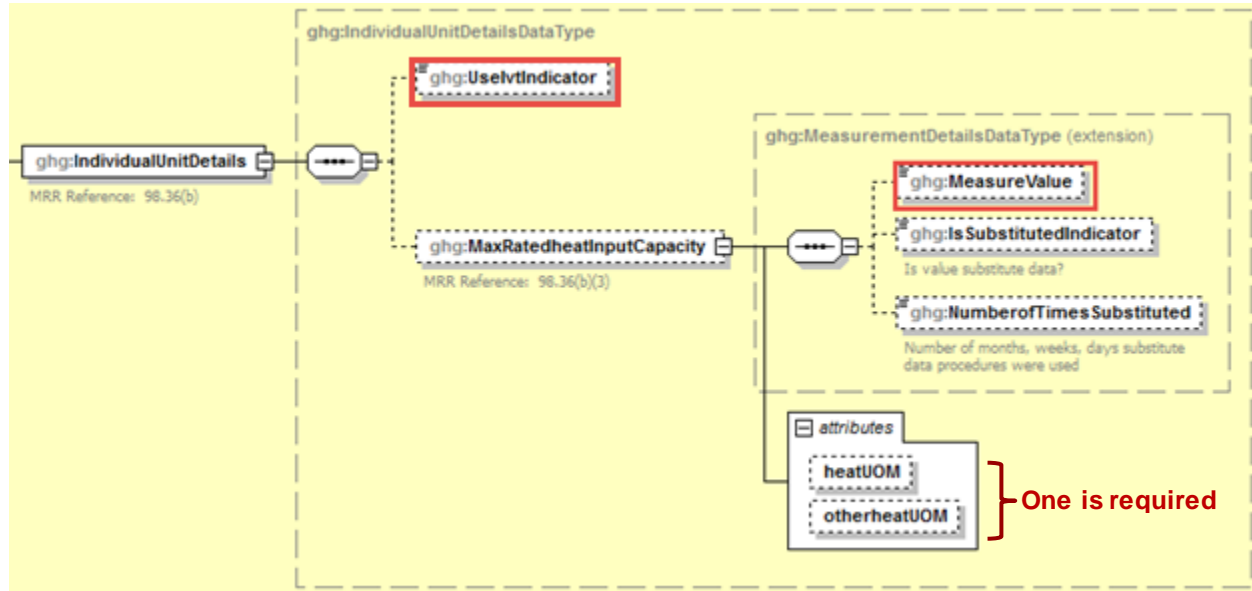 ghg:IndividualUnitDetailsDataType
ghg:UseIvtIndicator
ghg:MeasurementDetailsDataType (extension)
ghg:IndividualUnitDetails
MRR Reference: 98.36(b)
ghg:MeasureValue
ghg:IsSubstitutedIndicator
Is value substitute data?
ghg:MaxRatedheatInputCapacity
MRR Reference: 98.36(b)(3)
ghg:NumberofTimesSubstituted
Number of months, weeks, days substitute
data procedures were used
attributes
heatUOM
otherheatUOM
One is required